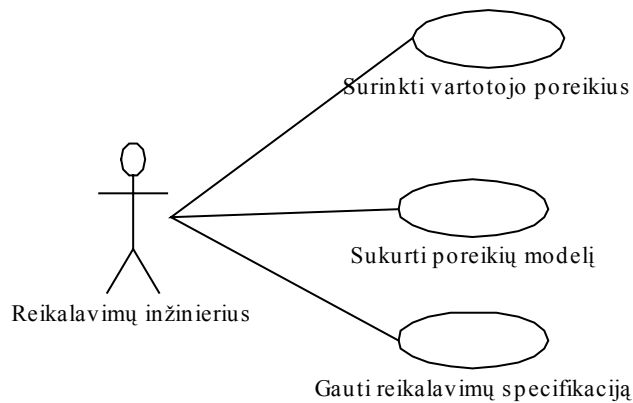 Surinkti vartotojo poreikius
Sukurti poreikių modelį
Reikalavimų inžinierius
Gauti reikalavimų specifikaciją